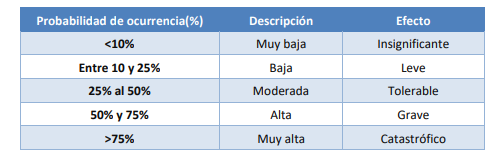 Probabilidad de ocurrencia(%) Descripción Efecto
<10% Muy baja Insignificante
Entre 10 y 25% Baja Leve
25% al 50% Moderada Tolerable
50% y 75% Alta Grave
>75% Muy alta Catastrófico